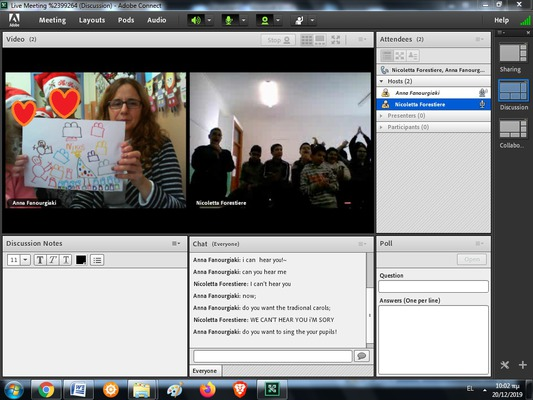 Live Meeting %2399264 (Discussion) - Adobe Connect
Adobe
Meeting Layouts Pods Audio
Help
Video (2)
Stop
Anna Fanourgiaki
Nicoletta Forestiere
Attendees (2)
Nicoletta Forestiere, Anna Fanourg...
Hosts (2)
Anna Fanourgiaki
Nicoletta Forestiere
Presenters (0)
Participants (0)
Sharing
Discussion
Collabo...
Discussion Notes
11
T T T
Chat (Everyone)
Anna Fanourgiaki: i can hear you!~
Anna Fanourgiaki: can you hear me
Nicoletta Forestiere: I can't hear you
Anna Fanourgiaki: now;
Anna Fanourgiaki: do you want the tradional carols;
Nicoletta Forestiere: WE CAN'T HEAR YOU i'M SORY
Anna Fanourgiaki: do you want to sing the your pupils!
Everyone
Poll
Open
Question
Answers (One per line)
EL
10:02 πμ
20/12/2019